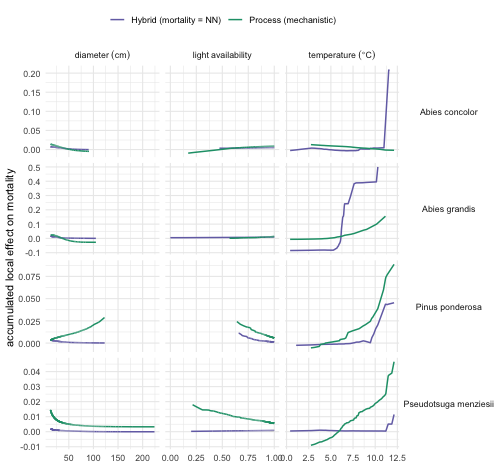 Hybrid (mortality = NN) Process (mechanistic)
diameter (cm) light availability temperature (°C)
accumulated local effect on mortality
0.20
0.15
0.10
0.05
0.00
Abies concolor
0.5
0.4
0.3
0.2
0.1
0.0
-0.1
Abies grandis
0.075
0.050
0.025
0.000
Pinus ponderosa
0.04
0.03
0.02
0.01
0.00
-0.01
Pseudotsuga menziesii
50 100 150 200 0.00 0.25 0.50 0.75 1.00 0.0 2.5 5.0 7.5 10.0 12.5